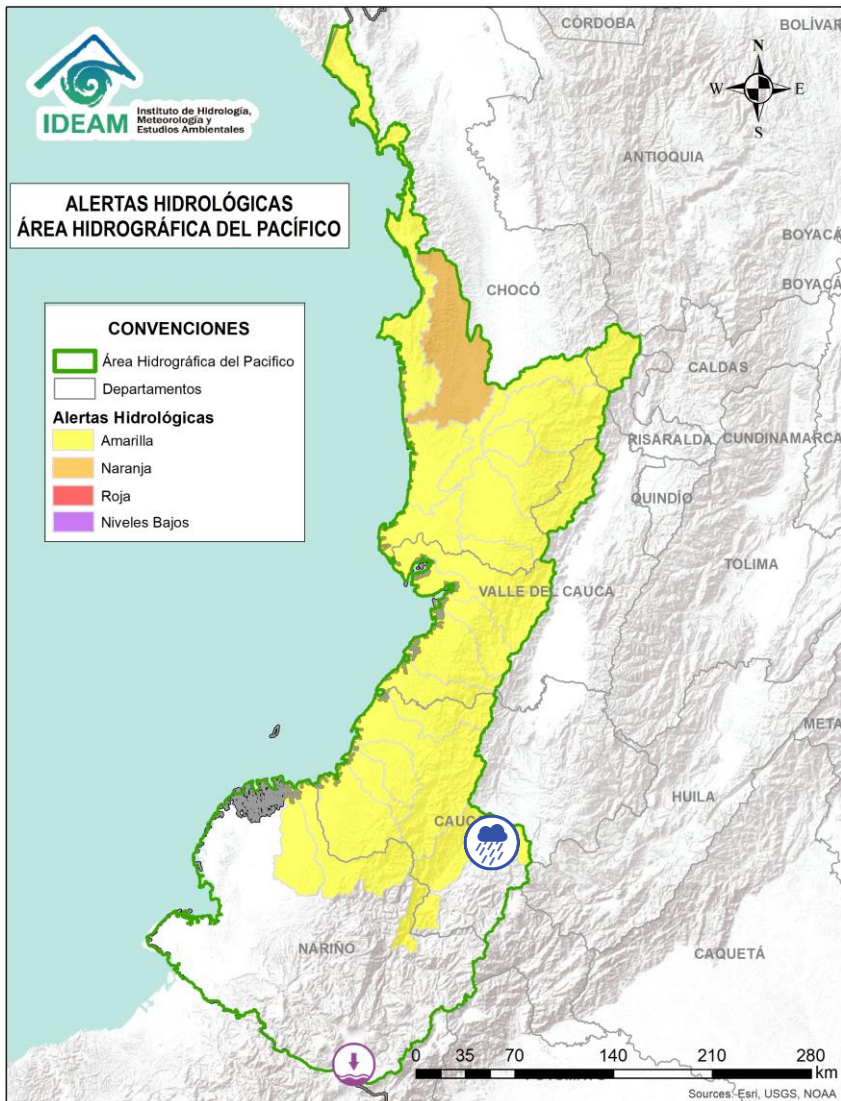 IDEAM
Instituto de Hidrología,
Meteorología y
Estudios Ambientales
ALERTAS HIDROLÓGICAS
ÁREA HIDROGRÁFICA DEL PACÍFICO
CONVENCIONES
Área Hidrográfica del Pacifico
Departamentos
Alertas Hidrológicas
Amarilla
Naranja
Roja
Niveles Bajos
N
W E
S
CÓRDOBA
BOLÍVAR
ANTIOQUIA
BOYACÁ
BOYACÁ
CHOCÓ
CALDAS
RISARALDA
CUNDINAMARCA
QUINDÍO
TOLIMA
VALLE DEL CAUCA
META
HUILA
CAUC
NARIÑO
CAQUETÁ
0 35 70 140 210 280
km
Sources: Esri, USGS, NOAA